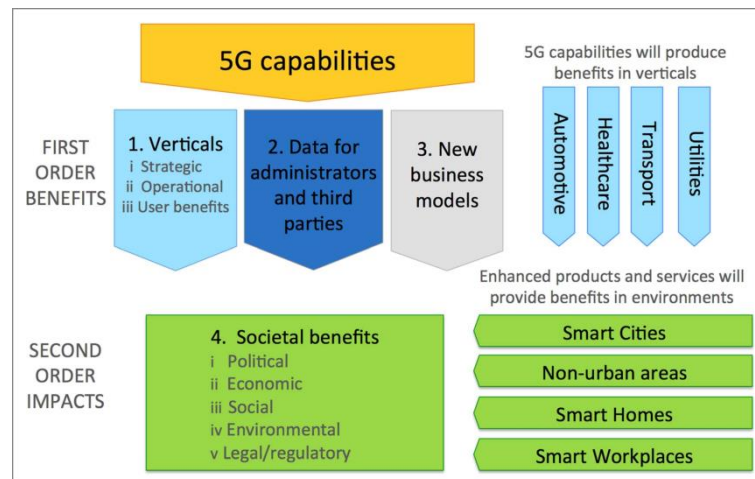 5G capabilities
5G capabilities will produce
benefits in verticals
FIRST
ORDER
BENEFITS
1. Verticals
i Strategic
ii Operational
iii User benefits
2. Data for
administrators
and third
parties
3. New
business
models
Automotive
Healthcare
Transport
Utilities
Enhanced products and services will
provide benefits in environments
SECOND
ORDER
IMPACTS
4. Societal benefits
i Political
ii Economic
iii Social
iv Environmental
v Legal/regulatory
Smart Cities
Non-urban areas
Smart Homes
Smart Workplaces